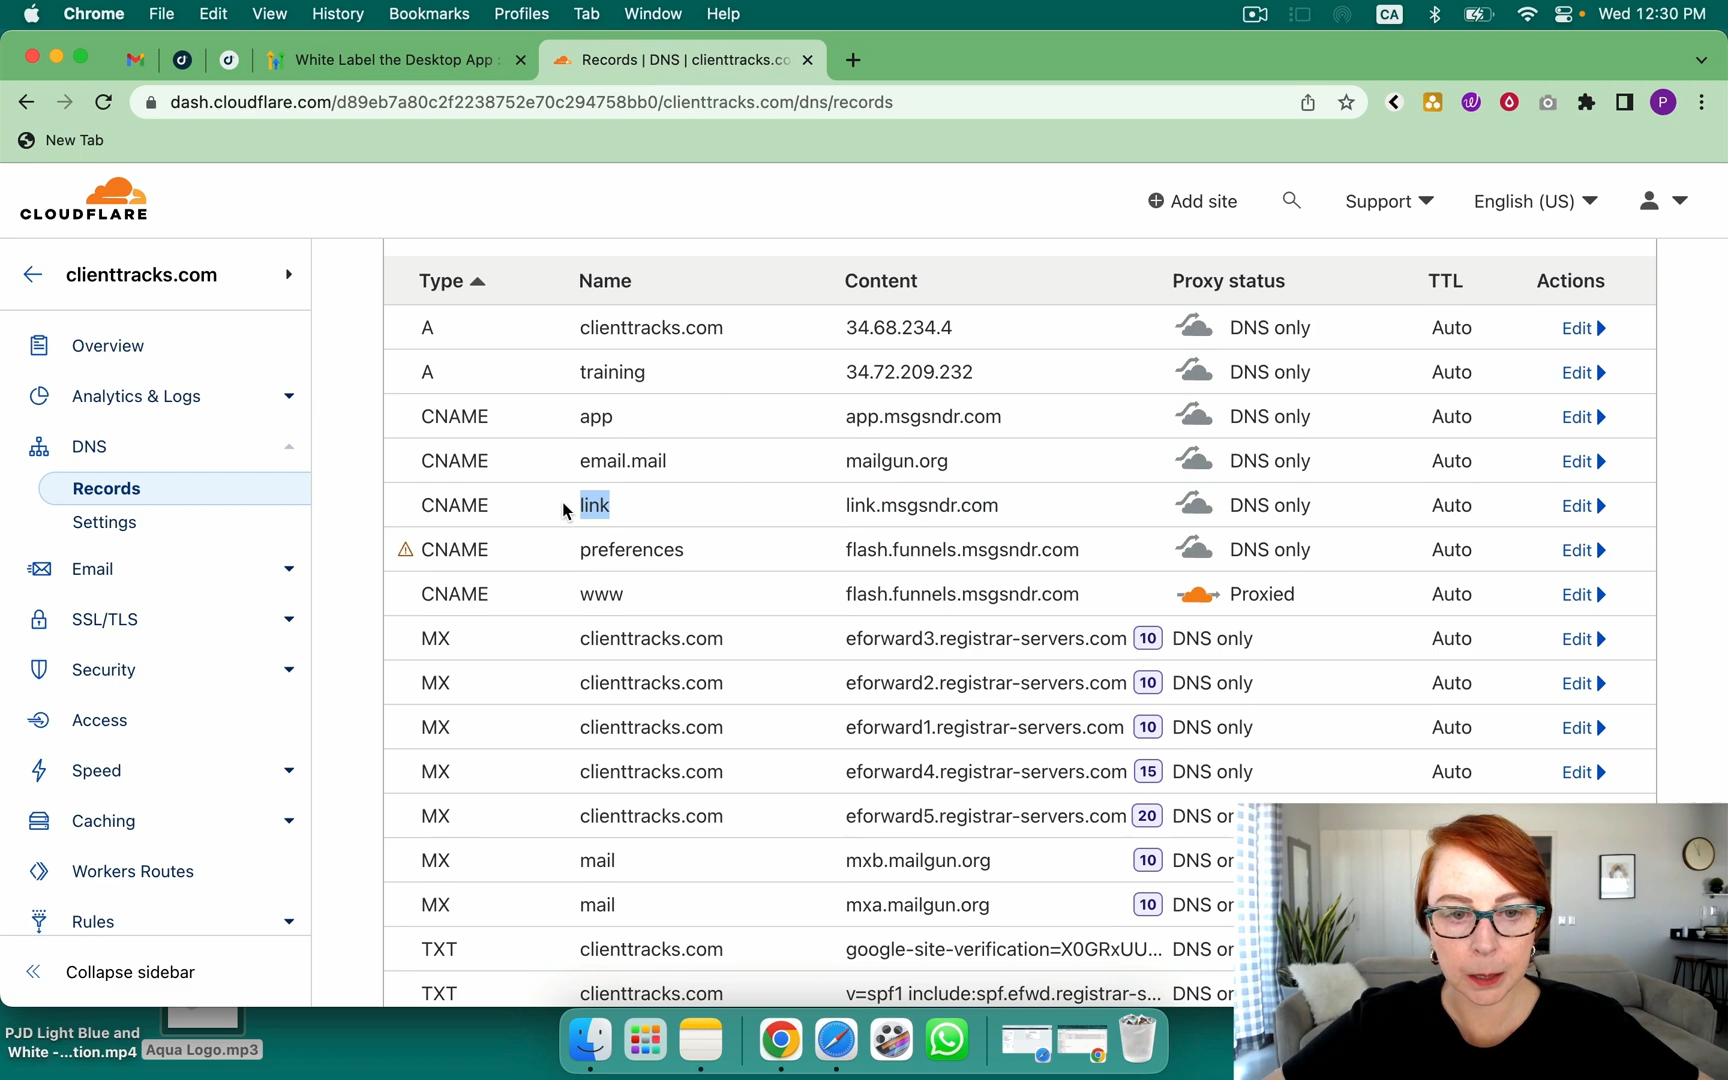 Chrome File Edit View History Bookmarks Profiles Tab Window Help CA Wed 12:30 PM
White Label the Desktop App Records | DNS | clienttracks.co
dash.cloudflare.com/d89eb7a80c2f2238752e70c294758bb0/clienttracks.com/dns/records P
New Tab
CLOUDFLARE Add site Support English (US)
clienttracks.com
Overview
Analytics & Logs
DNS
Records
Settings
Email
SSL/TLS
Security
Access
Speed
Caching
Workers Routes
Rules
Collapse sidebar
Type Name Content Proxy status TTL Actions
A clienttracks.com 34.68.234.4 DNS only Auto Edit
A training 34.72.209.232 DNS only Auto Edit
CNAME app app.msgsndr.com DNS only Auto Edit
CNAME email.mail mailgun.org DNS only Auto Edit
CNAME link link.msgsndr.com DNS only Auto Edit
CNAME preferences flash.funnels.msgsndr.com DNS only Auto Edit
CNAME www flash.funnels.msgsndr.com Proxied Auto Edit
MX clienttracks.com eforward3.registrar-servers.com 10 DNS only Auto Edit
MX clienttracks.com eforward2.registrar-servers.com 10 DNS only Auto Edit
MX clienttracks.com eforward1.registrar-servers.com 10 DNS only Auto Edit
MX clienttracks.com eforward4.registrar-servers.com 15 DNS only Auto Edit
MX clienttracks.com eforward5.registrar-servers.com 20 DNS or
MX mail mxb.mailgun.org 10 DNS or
MX mail mxa.mailgun.org 10 DNS or
TXT clienttracks.com google-site-verification=X0GRxUU... DNS or
TXT clienttracks.com v=spf1 include:spf.efwd.registrar-s... DNS or
PJD Light Blue and
White -...tion.mp4 Aqua Logo.mp3